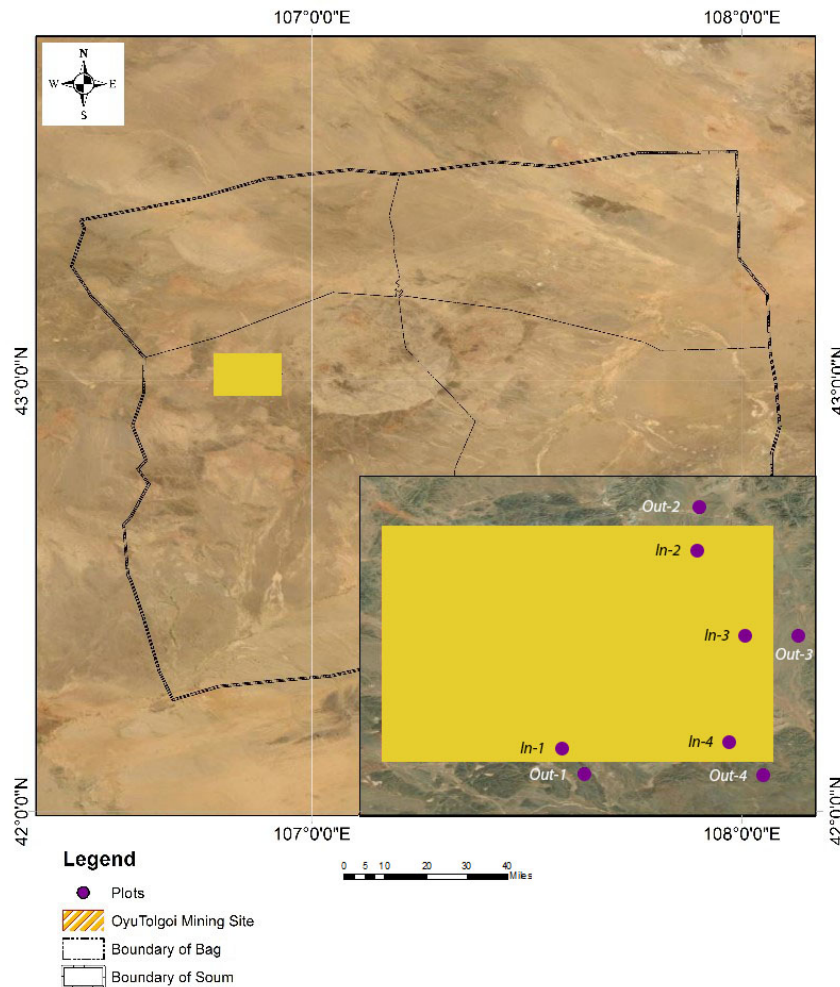 107°0'0"E 108°0'0"E
N
W E
S
43°0'0"N 43°0'0"N
Out-2
In-2
In-3
Out-3
In-4
In-1
Out-1 Out-4
42°0'0"N 42°0'0"N
107°0'0"E 108°0'0"E
Legend
Plots
OyuTolgoi Mining Site
Boundary of Bag
Boundary of Soum
0 5 10 20 30 40
Miles